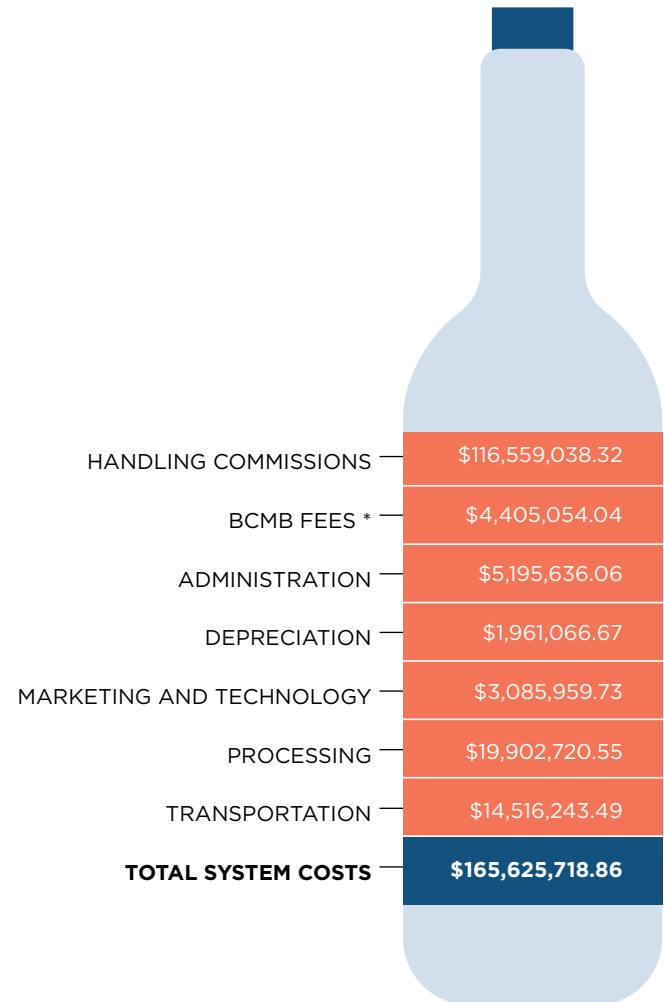 HANDLING COMMISSIONS $116,559,038.32
BCMB FEES * $4,405,054.04
ADMINISTRATION $5,195,636.06
DEPRECIATION $1,961,066.67
MARKETING AND TECHNOLOGY $3,085,959.73
PROCESSING $19,902,720.55
TRANSPORTATION $14,516,243.49
TOTAL SYSTEM COSTS $165,625,718.86